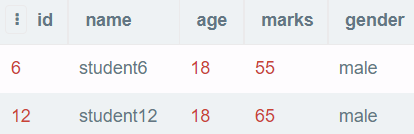 id name age marks gender
6 student6 18 55 male
12 student12 18 65 male